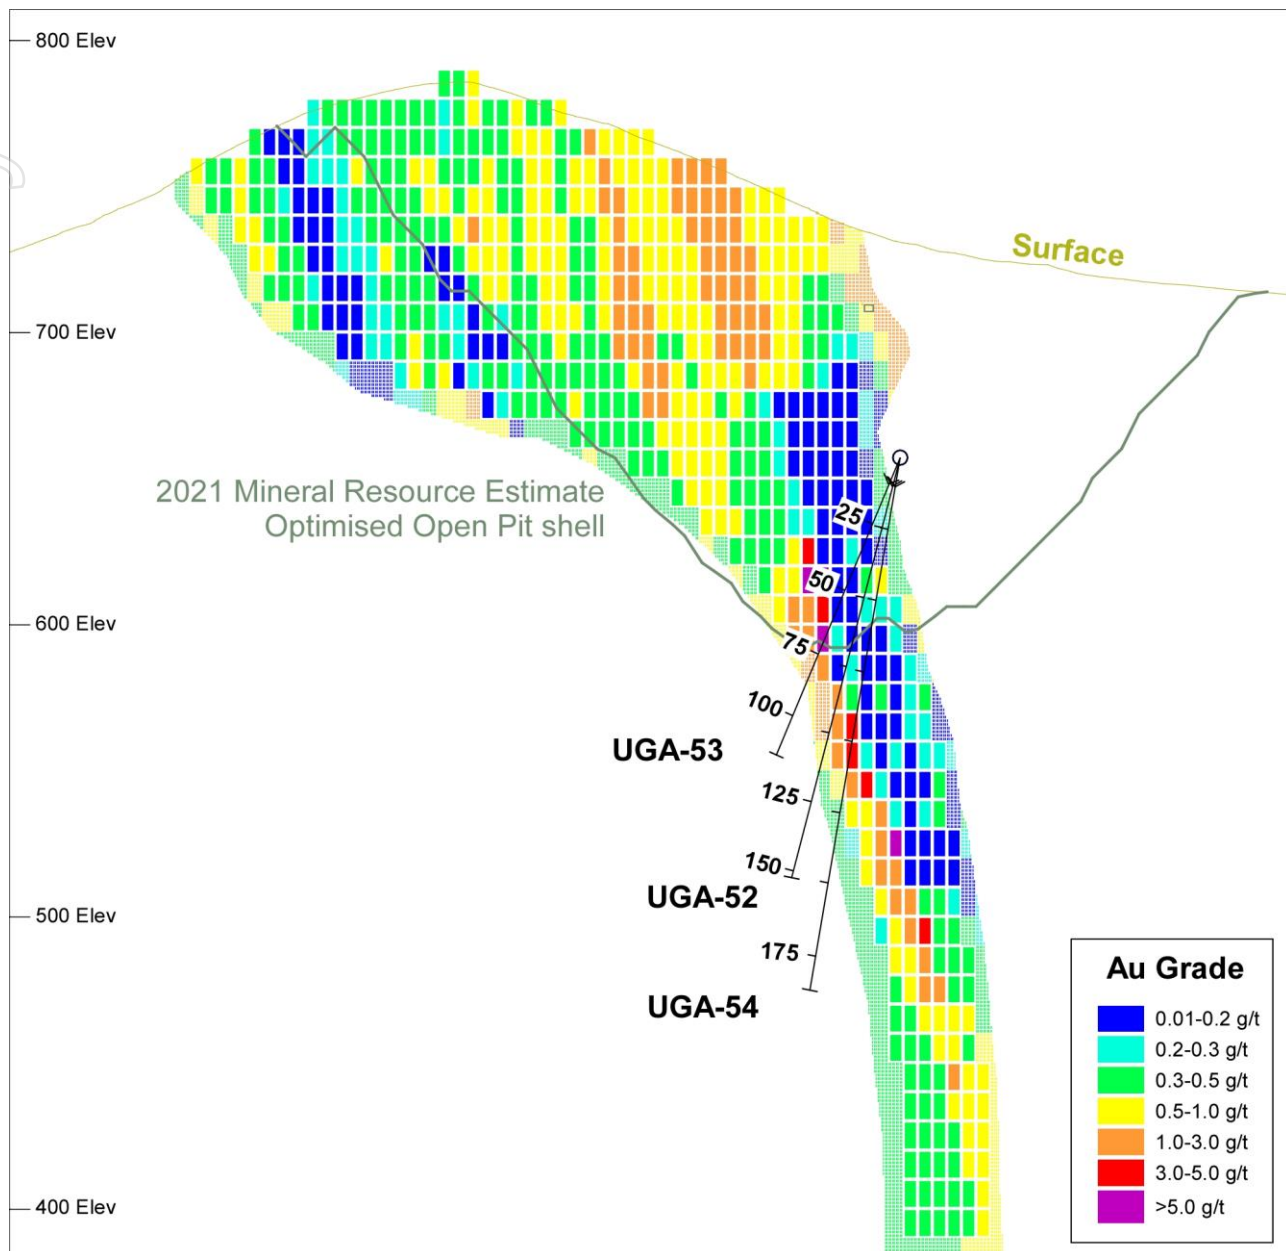 800 Elev
Surface
700 Elev
2021 Mineral Resource Estimate
Optimised Open Pit shell
25
50
600 Elev
75
100
UGA-53
125
150
UGA-52
500 Elev
175
UGA-54
400 Elev
Au Grade
0.01-0.2 g/t
0.2-0.3 g/t
0.3-0.5 g/t
0.5-1.0 g/t
1.0-3.0 g/t
3.0-5.0 g/t
>5.0 g/t